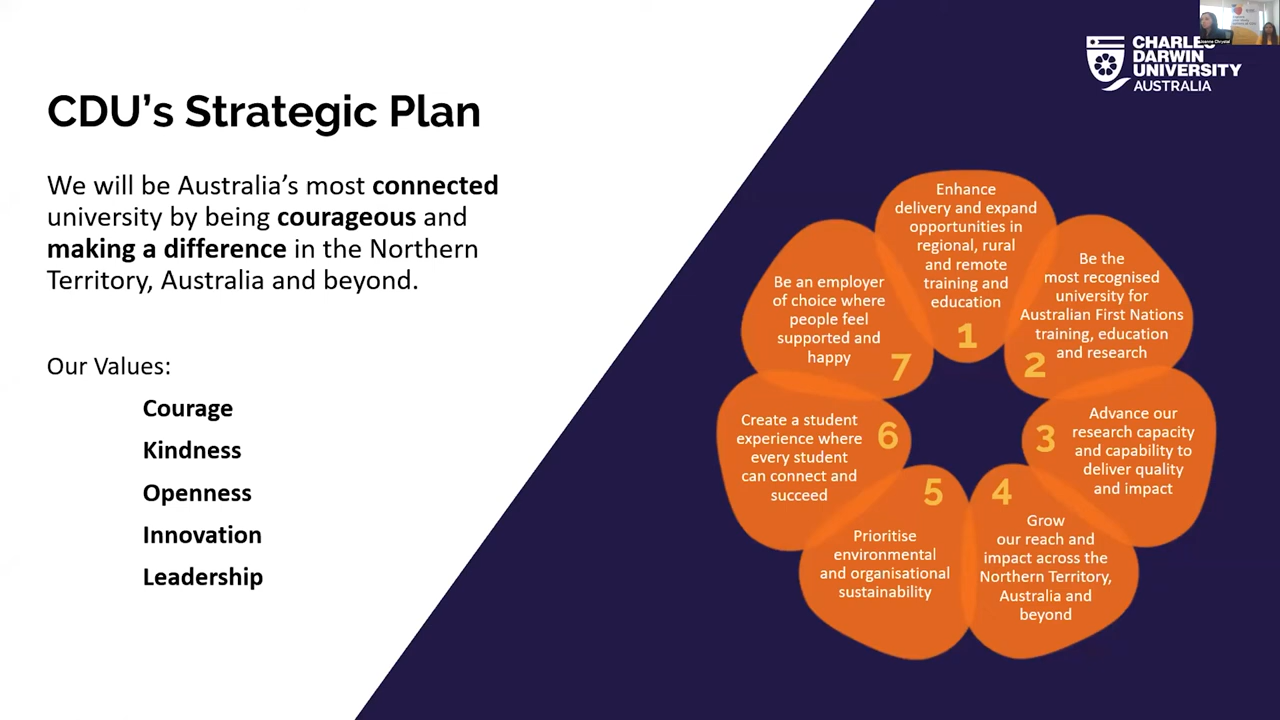 CDU's Strategic Plan
We will be Australia's most connected
university by being courageous and
making a difference in the Northern
Territory, Australia and beyond.
Our Values:
Courage
Kindness
Openness
Innovation
Leadership
CHARLES
DARWIN
UNIVERSITY
AUSTRALIA
Enhance
delivery and expand
opportunities in
regional, rural
and remote
training and
education
1
Be the
most recognised
university for
Australian First Nations
training, education
and research
2
Advance our
research capacity
and capability to
deliver quality
and impact
3
Grow
our reach and
impact across the
Northern Territory,
Australia and
beyond
4
Prioritise
environmental
and organisational
sustainability
5
Create a student
experience where
every student
can connect and
succeed
6
Be an employer
of choice where
people feel
supported and
happy
7